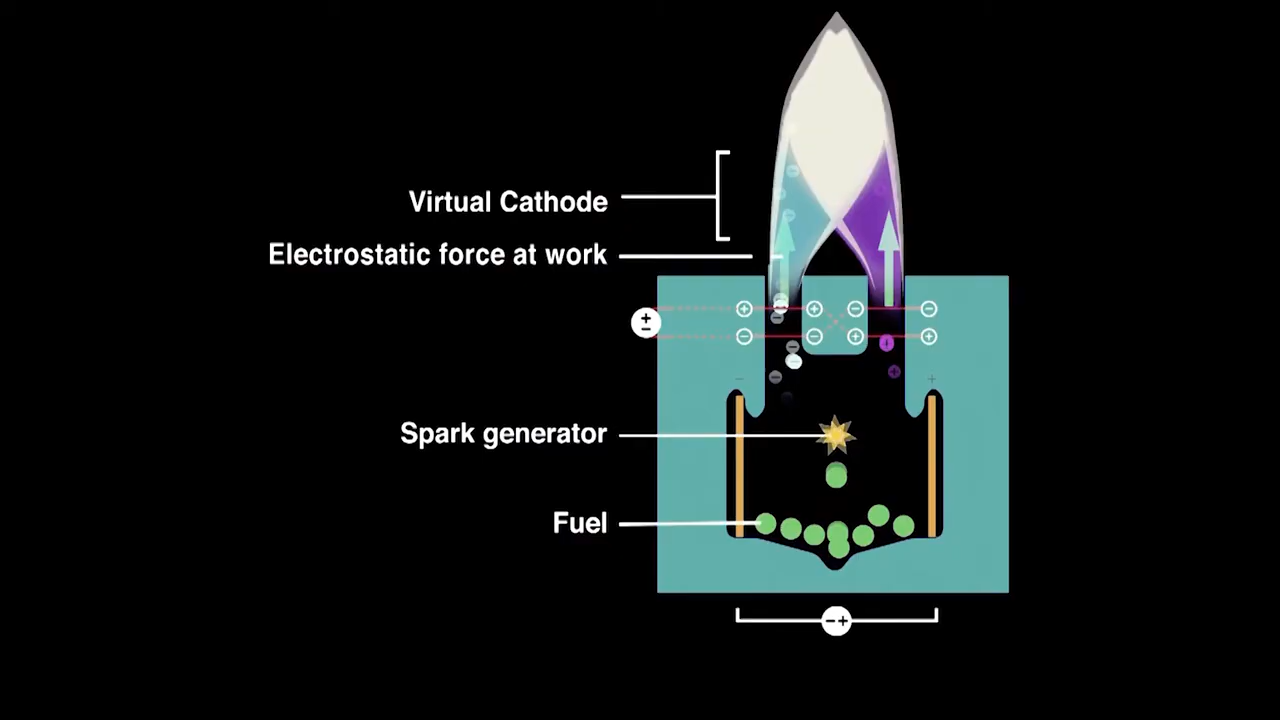 Virtual Cathode
Electrostatic force at work
Spark generator
Fuel